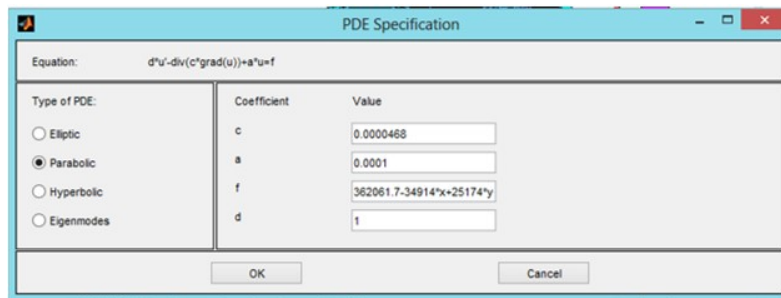 PDE Specification
Equation: d*u'-div(c*grad(u))+a*u=f
Type of PDE: Coefficient Value
Elliptic c 0.0000468
Parabolic a 0.0001
Hyperbolic f 362061.7-34914*x+25174*y
Eigenmodes d 1
OK Cancel